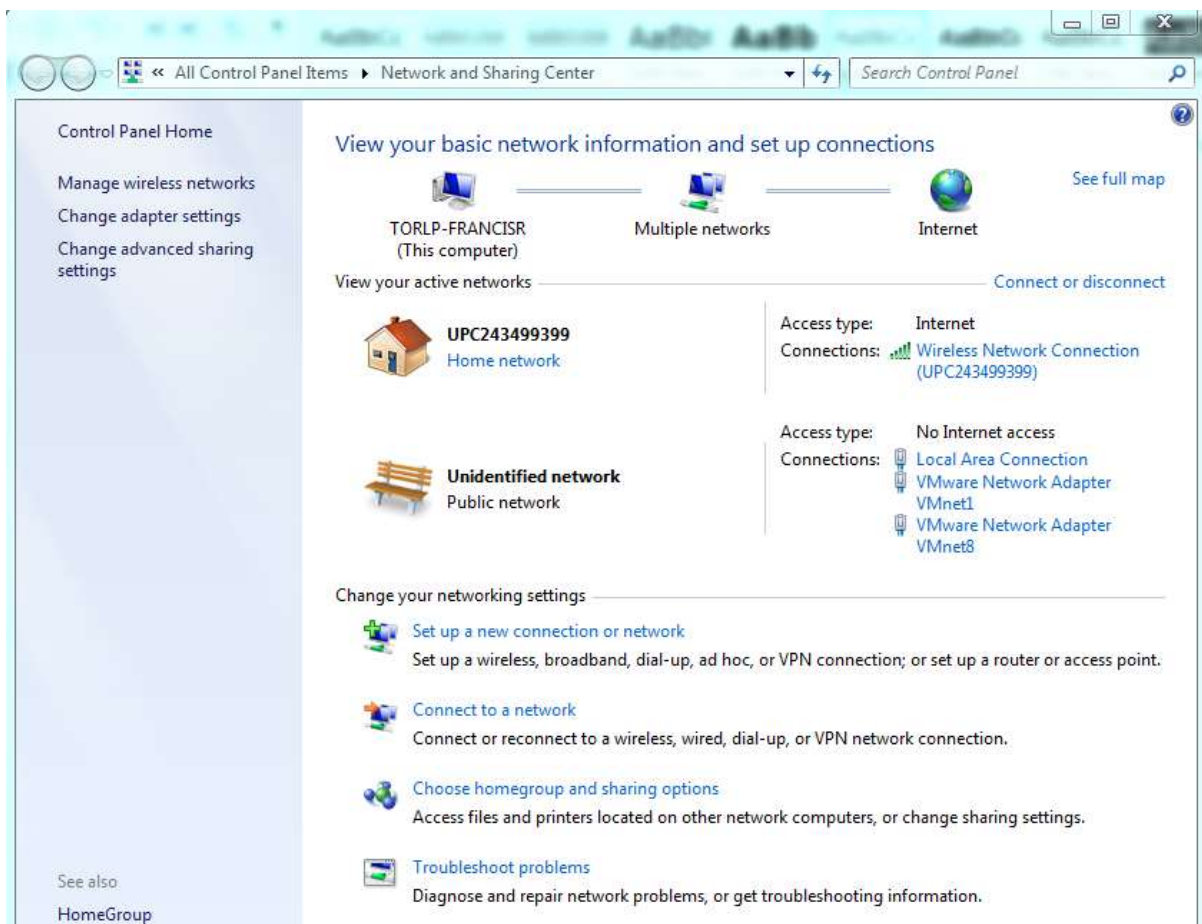 « All Control Panel Items ▸ Network and Sharing Center
Search Control Panel
Control Panel Home
Manage wireless networks
Change adapter settings
Change advanced sharing
settings
See also
HomeGroup
View your basic network information and set up connections
See full map
TORLP-FRANCISR
(This computer)
Multiple networks
Internet
View your active networks
Connect or disconnect
UPC243499399
Home network
Access type: Internet
Connections: Wireless Network Connection
(UPC243499399)
Unidentified network
Public network
Access type: No Internet access
Connections: Local Area Connection
VMware Network Adapter
VMnet1
VMware Network Adapter
VMnet8
Change your networking settings
Set up a new connection or network
Set up a wireless, broadband, dial-up, ad hoc, or VPN connection; or set up a router or access point.
Connect to a network
Connect or reconnect to a wireless, wired, dial-up, or VPN network connection.
Choose homegroup and sharing options
Access files and printers located on other network computers, or change sharing settings.
Troubleshoot problems
Diagnose and repair network problems, or get troubleshooting information.